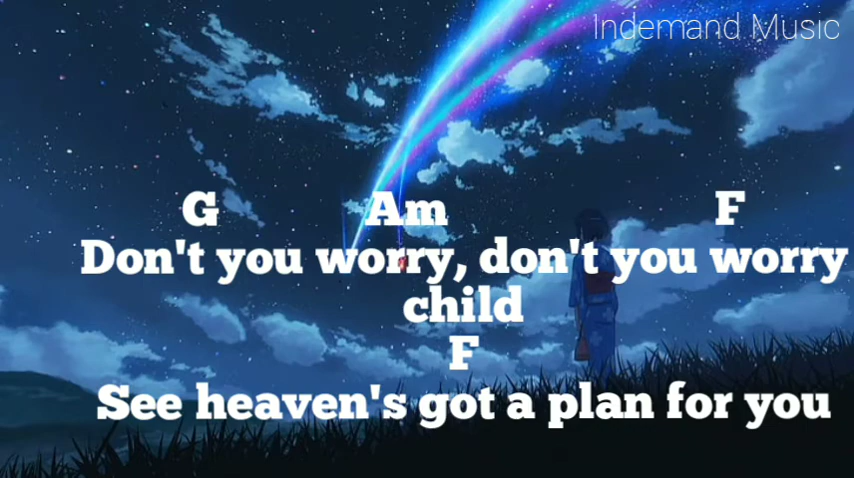 Indemand Music
G Am F
Don't you worry, don't you worry
child
F
See heaven's got a plan for you